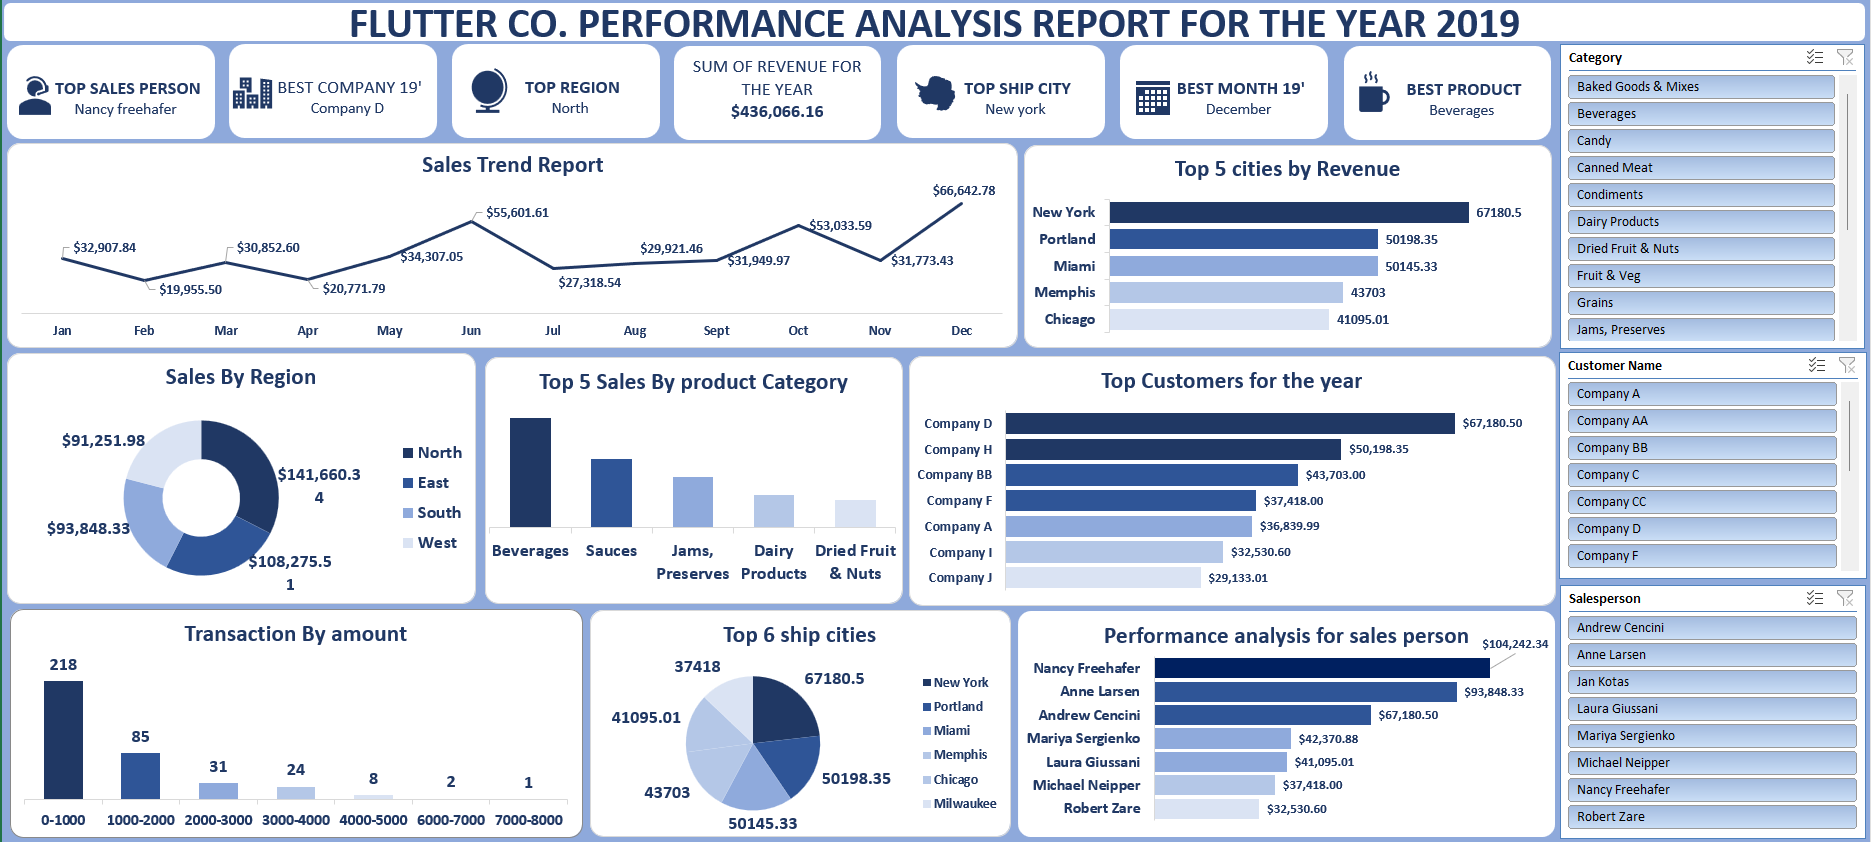 FLUTTER CO. PERFORMANCE ANALYSIS REPORT FOR THE YEAR 2019
TOP SALES PERSON
Nancy freehafer
BEST COMPANY 19'
Company D
TOP REGION
North
SUM OF REVENUE FOR
THE YEAR
$436,066.16
TOP SHIP CITY
New york
BEST MONTH 19'
December
BEST PRODUCT
Beverages
Sales Trend Report
$32,907.84
$19,955.50
$30,852.60
$20,771.79
$34,307.05
$55,601.61
$27,318.54
$29,921.46
$31,949.97
$53,033.59
$31,773.43
$66,642.78
Jan Feb Mar Apr May Jun Jul Aug Sept Oct Nov Dec
Top 5 cities by Revenue
New York 67180.5
Portland 50198.35
Miami 50145.33
Memphis 43703
Chicago 41095.01
Sales By Region
$91,251.98
$141,660.3
4
$93,848.33
$108,275.5
1
North
East
South
West
Top 5 Sales By product Category
Beverages Sauces Jams, Dairy Dried Fruit
Preserves Products & Nuts
Top Customers for the year
Company D $67,180.50
Company H $50,198.35
Company BB $43,703.00
Company F $37,418.00
Company A $36,839.99
Company I $32,530.60
Company J $29,133.01
Transaction By amount
218 85 31 24 8 2 1
0-1000 1000-2000 2000-3000 3000-4000 4000-5000 6000-7000 7000-8000
Top 6 ship cities
37418
67180.5
41095.01
50198.35
43703
50145.33
New York
Portland
Miami
Memphis
Chicago
Milwaukee
Performance analysis for sales person
Nancy Freehafer $104,242.34
Anne Larsen $93,848.33
Andrew Cencini $67,180.50
Mariya Sergienko $42,370.88
Laura Giussani $41,095.01
Michael Neipper $37,418.00
Robert Zare $32,530.60
Category
Baked Goods & Mixes
Beverages
Candy
Canned Meat
Condiments
Dairy Products
Dried Fruit & Nuts
Fruit & Veg
Grains
Jams, Preserves
Customer Name
Company A
Company AA
Company BB
Company C
Company CC
Company D
Company F
Salesperson
Andrew Cencini
Anne Larsen
Jan Kotas
Laura Giussani
Mariya Sergienko
Michael Neipper
Nancy Freehafer
Robert Zare